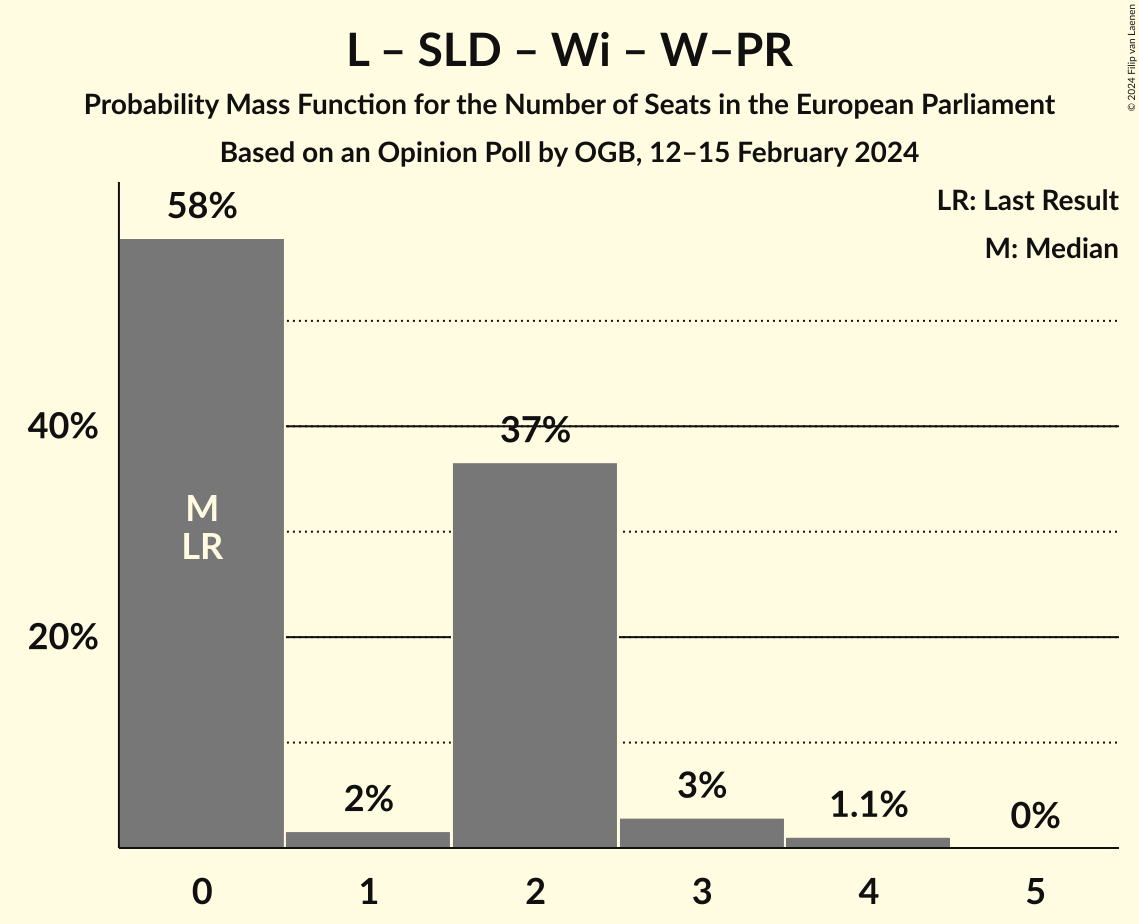 L – SLD – Wi – W–PR
Probability Mass Function for the Number of Seats in the European Parliament
Based on an Opinion Poll by OGB, 12–15 February 2024
© 2024 Filip van Laenen
LR: Last Result
M: Median
58%
40%
37%
M
LR
20%
2%
3%
1.1%
0%
0 1 2 3 4 5